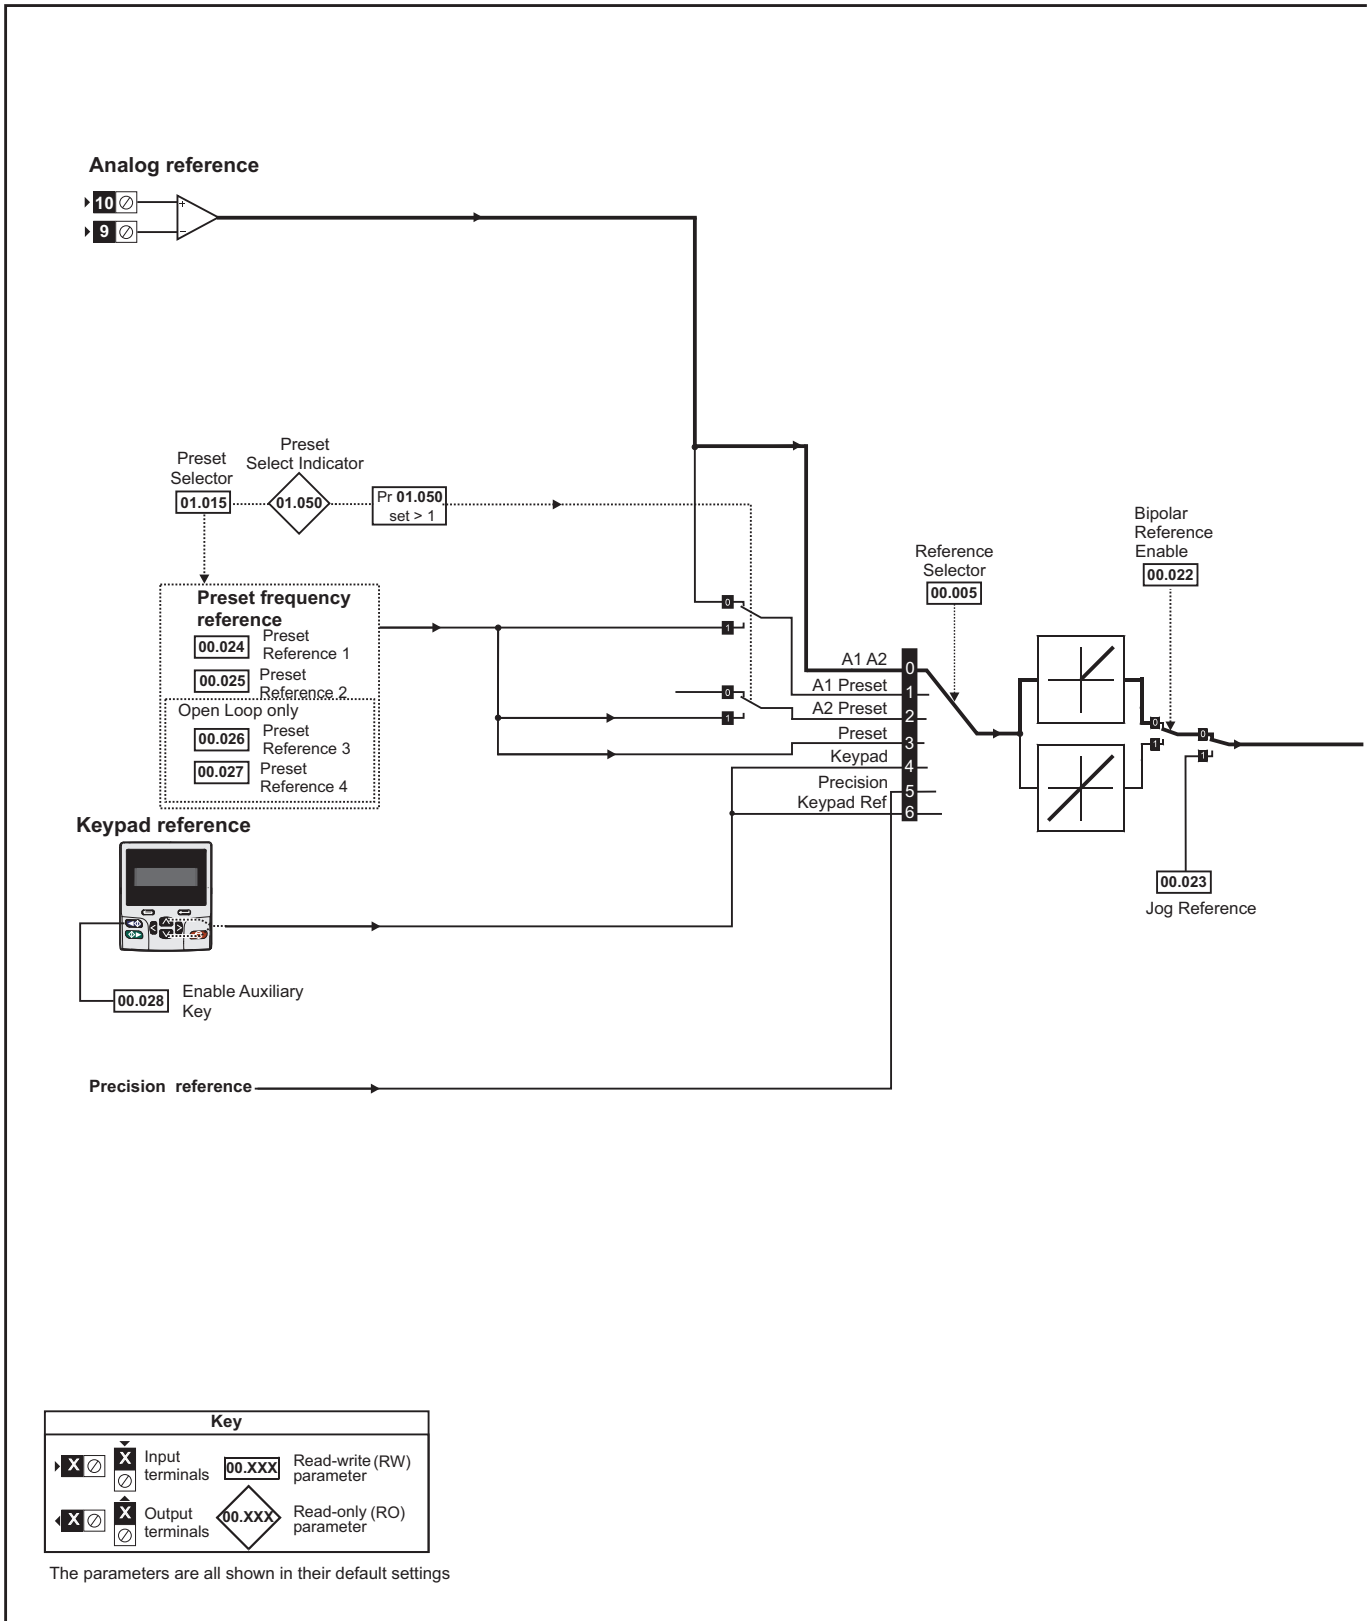 Analog reference
10
+
9
−
Preset
Select Indicator
Preset
Selector
01.015
01.050
Pr 01.050
set > 1
Bipolar
Reference
Enable
00.022
Reference
Selector
00.005
Preset frequency
reference
00.024
Preset
Reference 1
00.025
Preset
Reference 2
Open Loop only
00.026
Preset
Reference 3
00.027
Preset
Reference 4
0
1
0
1
A1 A2
0
A1 Preset
1
A2 Preset
2
Preset
3
Keypad
4
Precision
5
Keypad Ref
6
0
1
0
1
00.023
Jog Reference
Keypad reference
00.028
Enable Auxiliary
Key
Precision reference
Key
X
X
Input
terminals
00.XXX
Read-write (RW)
parameter
X
X
Output
terminals
00.XXX
Read-only (RO)
parameter
The parameters are all shown in their default settings